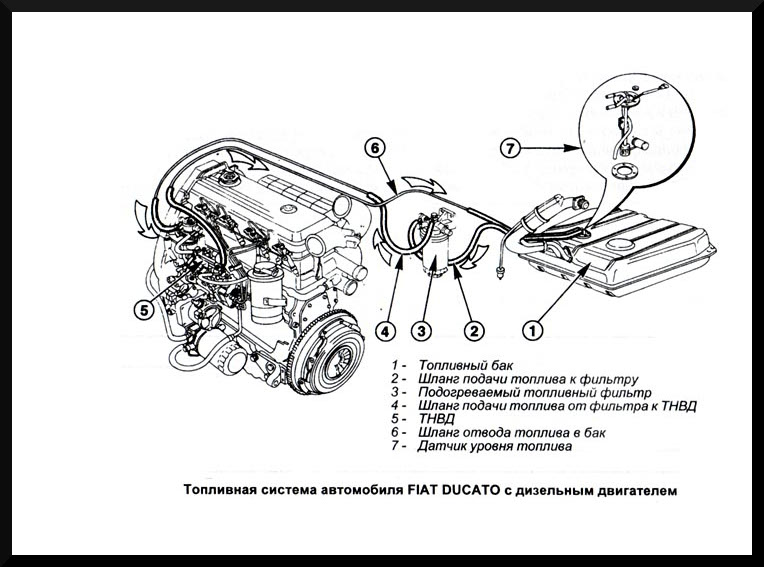 7
6
5
4
3
2
1
1 - Топливный бак
2 - Шланг подачи топлива к фильтру
3 - Подогреваемый топливный фильтр
4 - Шланг подачи топлива от фильтра к ТНВД
5 - ТНВД
6 - Шланг отвода топлива в бак
7 - Датчик уровня топлива
Топливная система автомобиля FIAT DUCATO с дизельным двигателем